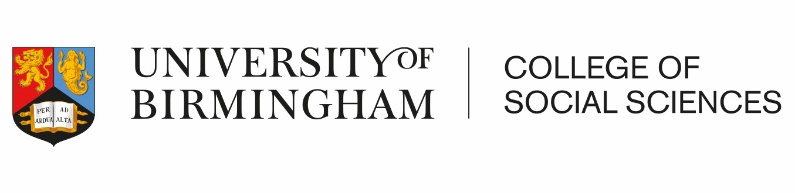 PER AD
ARDUA ALTA
UNIVERSITY OF
BIRMINGHAM
COLLEGE OF
SOCIAL SCIENCES